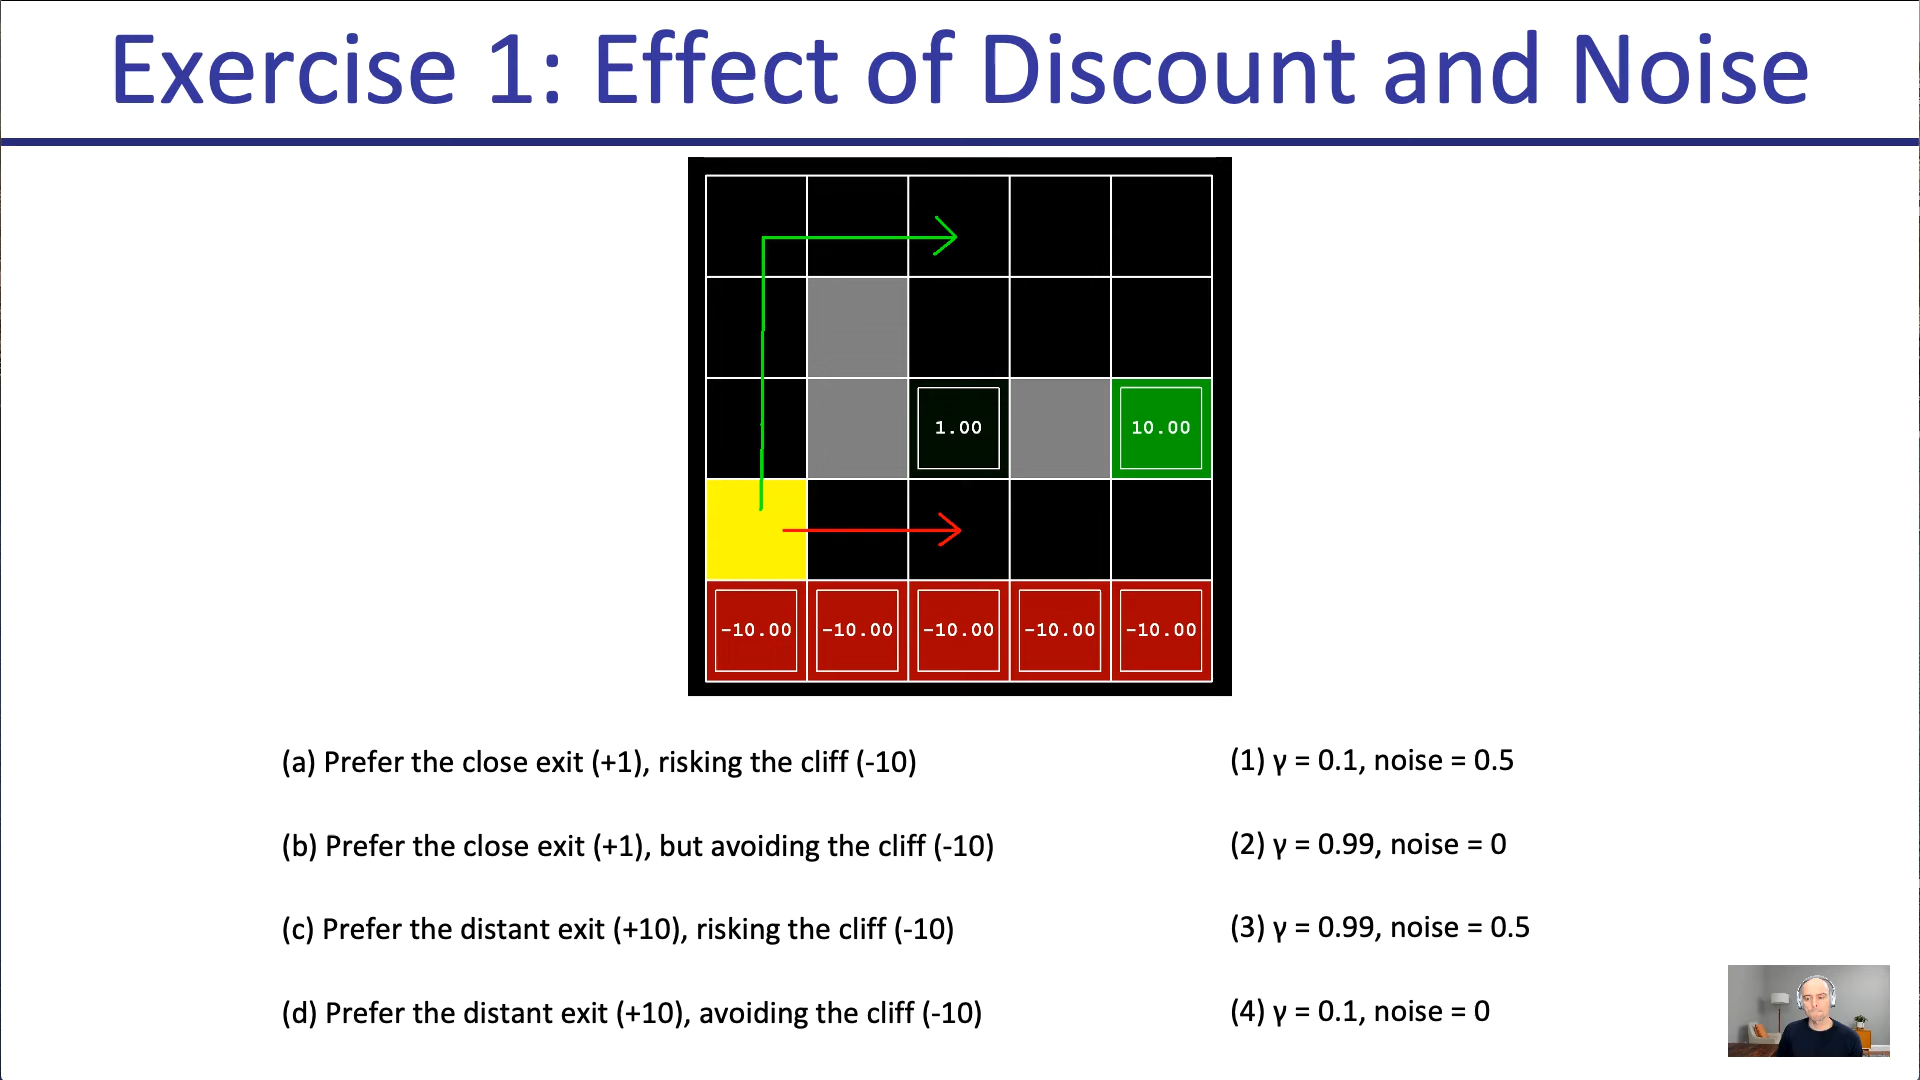 Exercise 1: Effect of Discount and Noise
1.00 10.00
-10.00 -10.00 -10.00 -10.00 -10.00
(a) Prefer the close exit (+1), risking the cliff (-10)
(1) γ = 0.1, noise = 0.5
(b) Prefer the close exit (+1), but avoiding the cliff (-10)
(2) γ = 0.99, noise = 0
(c) Prefer the distant exit (+10), risking the cliff (-10)
(3) γ = 0.99, noise = 0.5
(d) Prefer the distant exit (+10), avoiding the cliff (-10)
(4) γ = 0.1, noise = 0